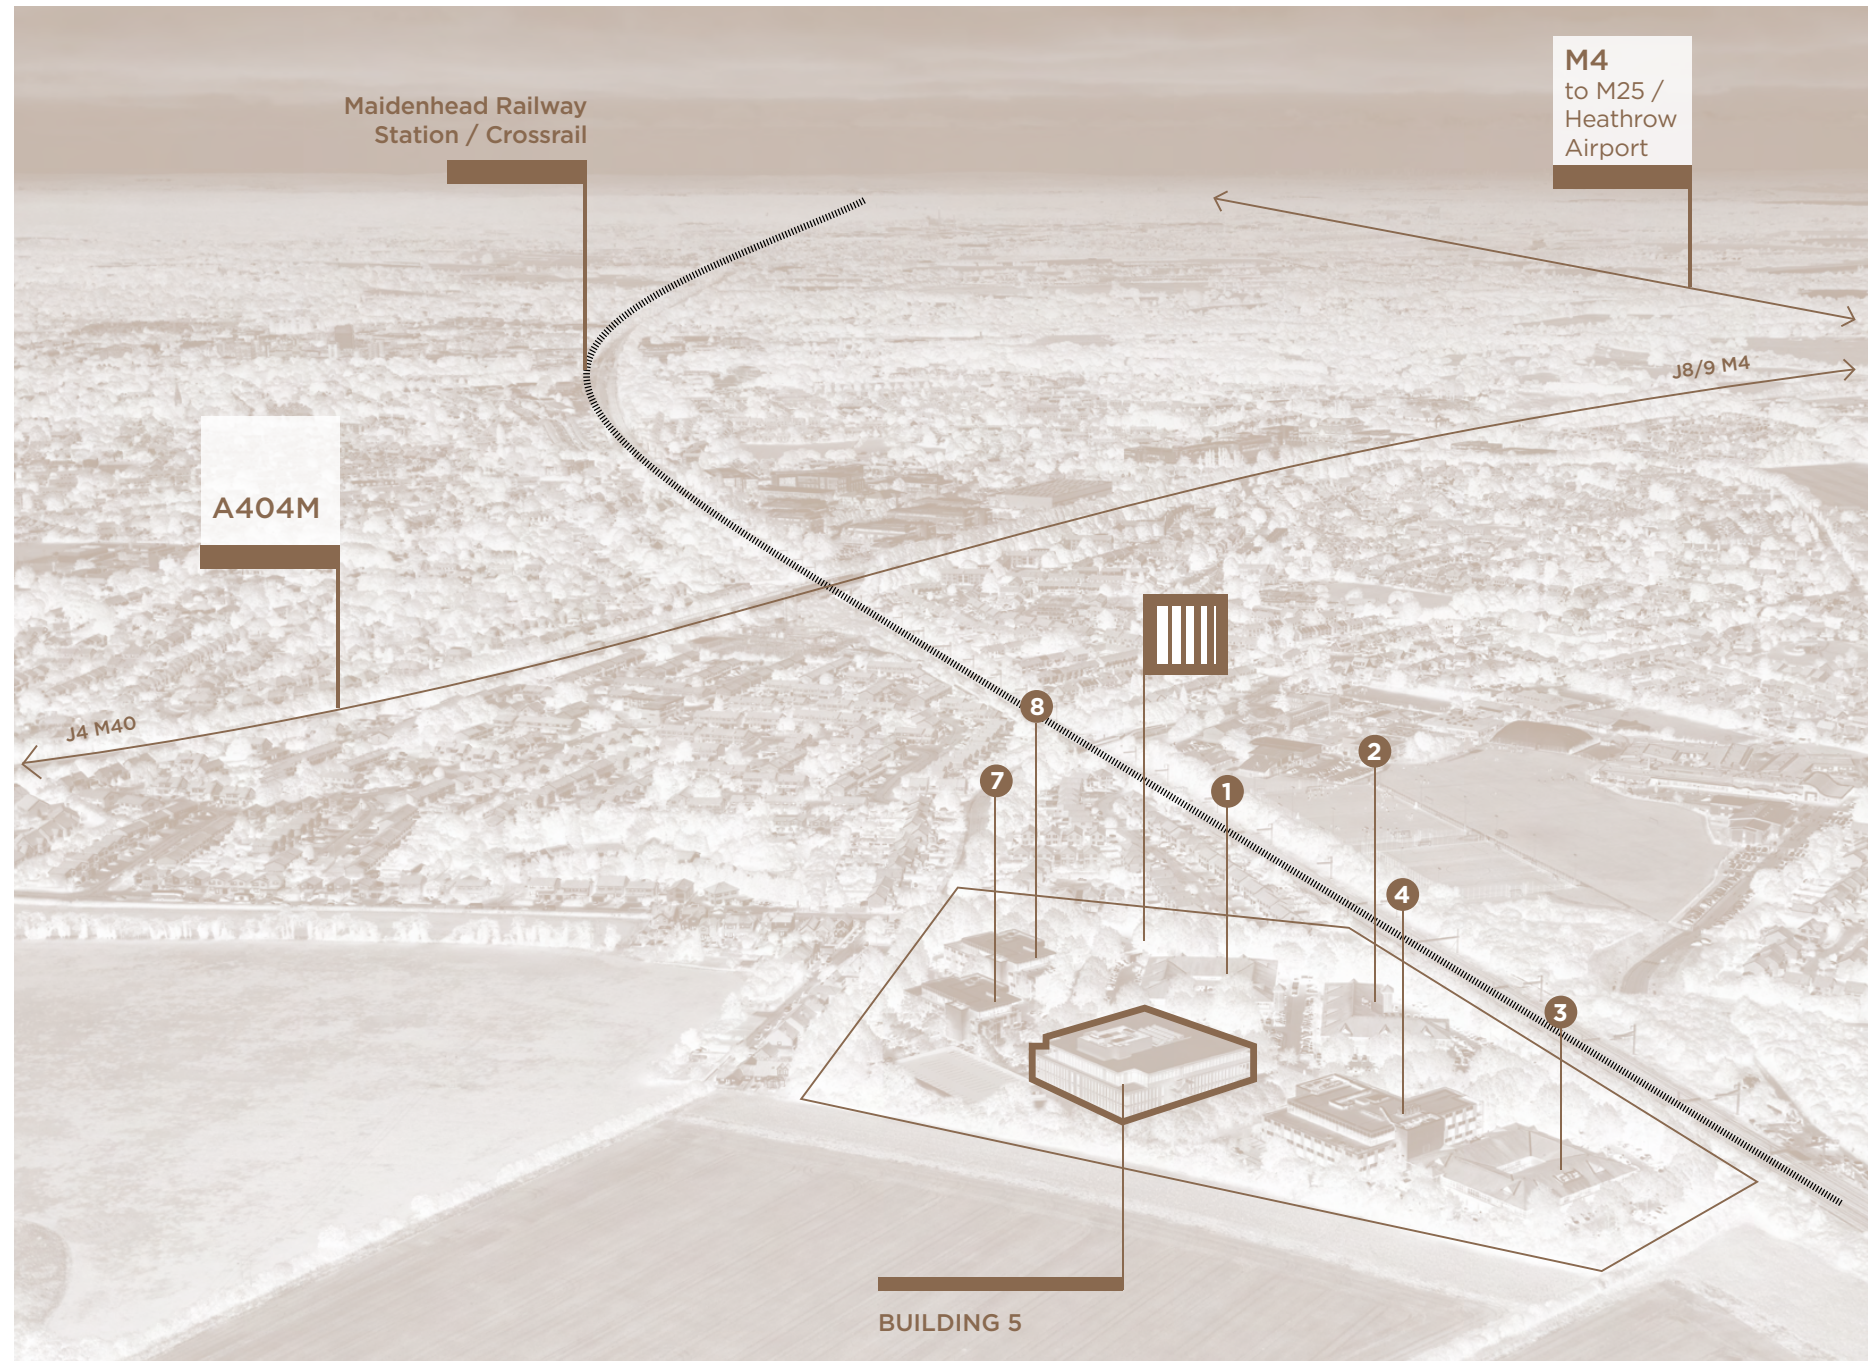 M4
to M25 /
Heathrow
Airport
Maidenhead Railway
Station / Crossrail
J8/9 M4
A404M
J4 M40
8
2
7
1
4
3
BUILDING 5